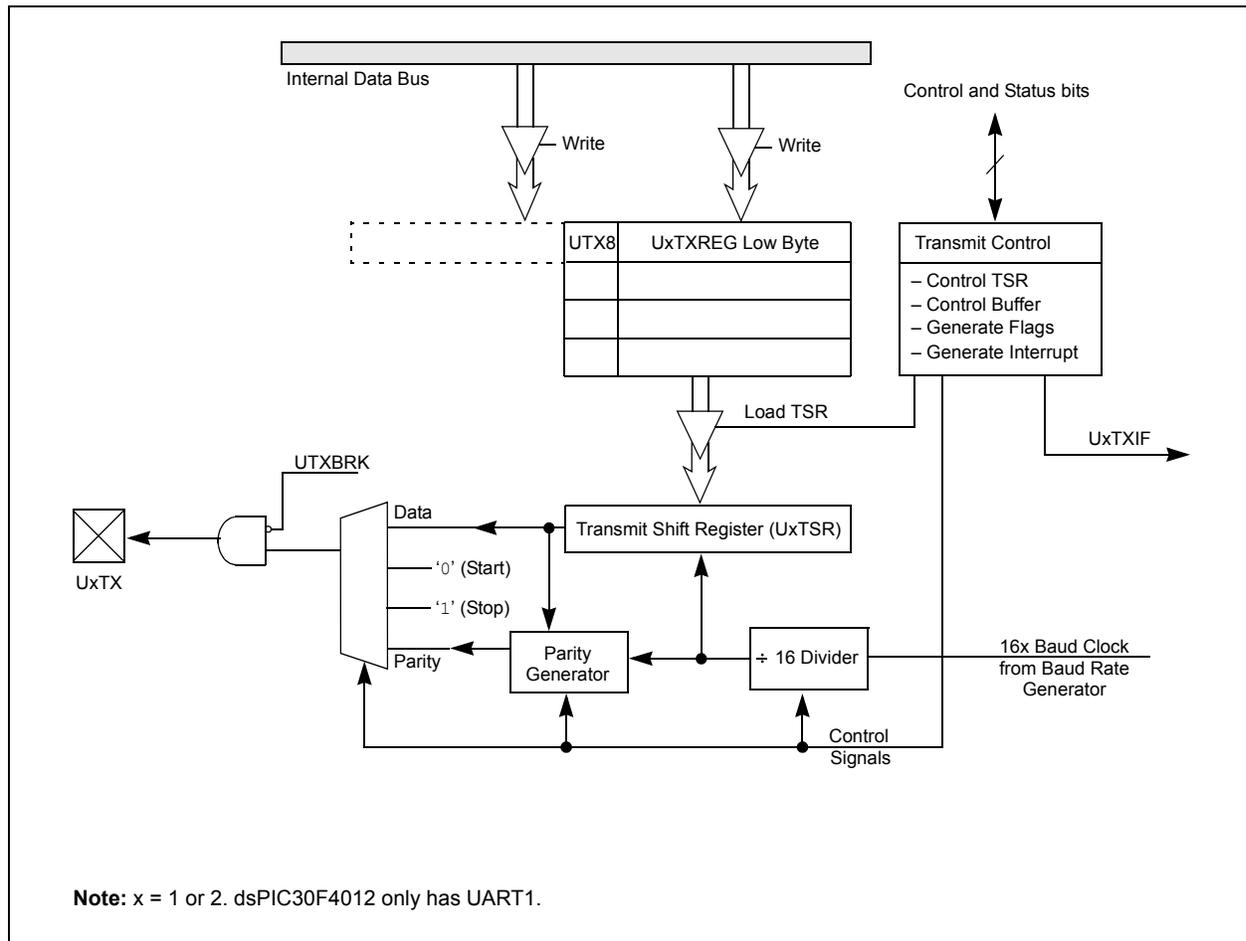 Internal Data Bus
Control and Status bits
Write
Write
UTX8
UxTXREG Low Byte
Transmit Control
– Control TSR
– Control Buffer
– Generate Flags
– Generate Interrupt
Load TSR
UxTXIF
UTXBRK
Data
Transmit Shift Register (UxTSR)
UxTX
‘0’ (Start)
‘1’ (Stop)
Parity
Parity
Generator
÷ 16 Divider
16x Baud Clock
from Baud Rate
Generator
Control
Signals
Note: x = 1 or 2. dsPIC30F4012 only has UART1.